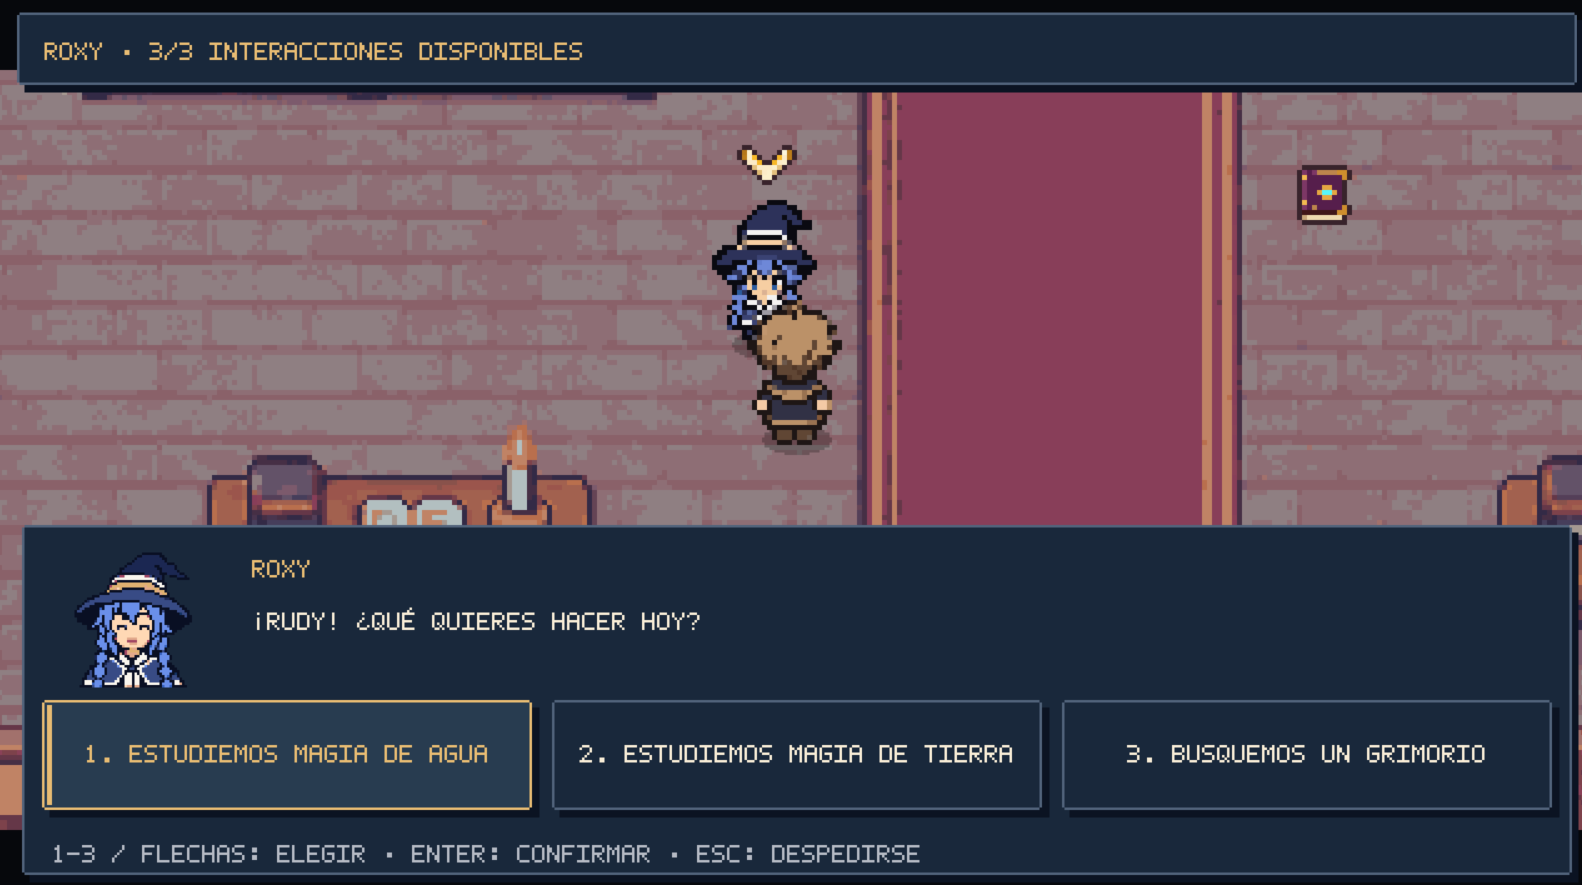 ROXY · 3/3 INTERACCIONES DISPONIBLES
ROXY
¡RUDY! ¿QUÉ QUIERES HACER HOY?
1. ESTUDIEMOS MAGIA DE AGUA
2. ESTUDIEMOS MAGIA DE TIERRA
3. BUSQUEMOS UN GRIMORIO
1-3 / FLECHAS: ELEGIR · ENTER: CONFIRMAR · ESC: DESPEDIRSE